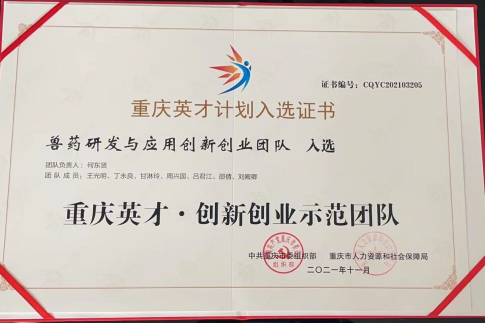 证书编号：CQYC202103205
重庆英才计划入选证书
兽药研发与应用创新创业团队 入选
团队负责人：何东贤
团队成员：王光明、丁永良、甘淋玲、周兴国、吕君江、邵倩、刘殿卿
重庆英才·创新创业示范团队
中共重庆市委组织部 重庆市人力资源和社会保障局
二〇二一年十一月